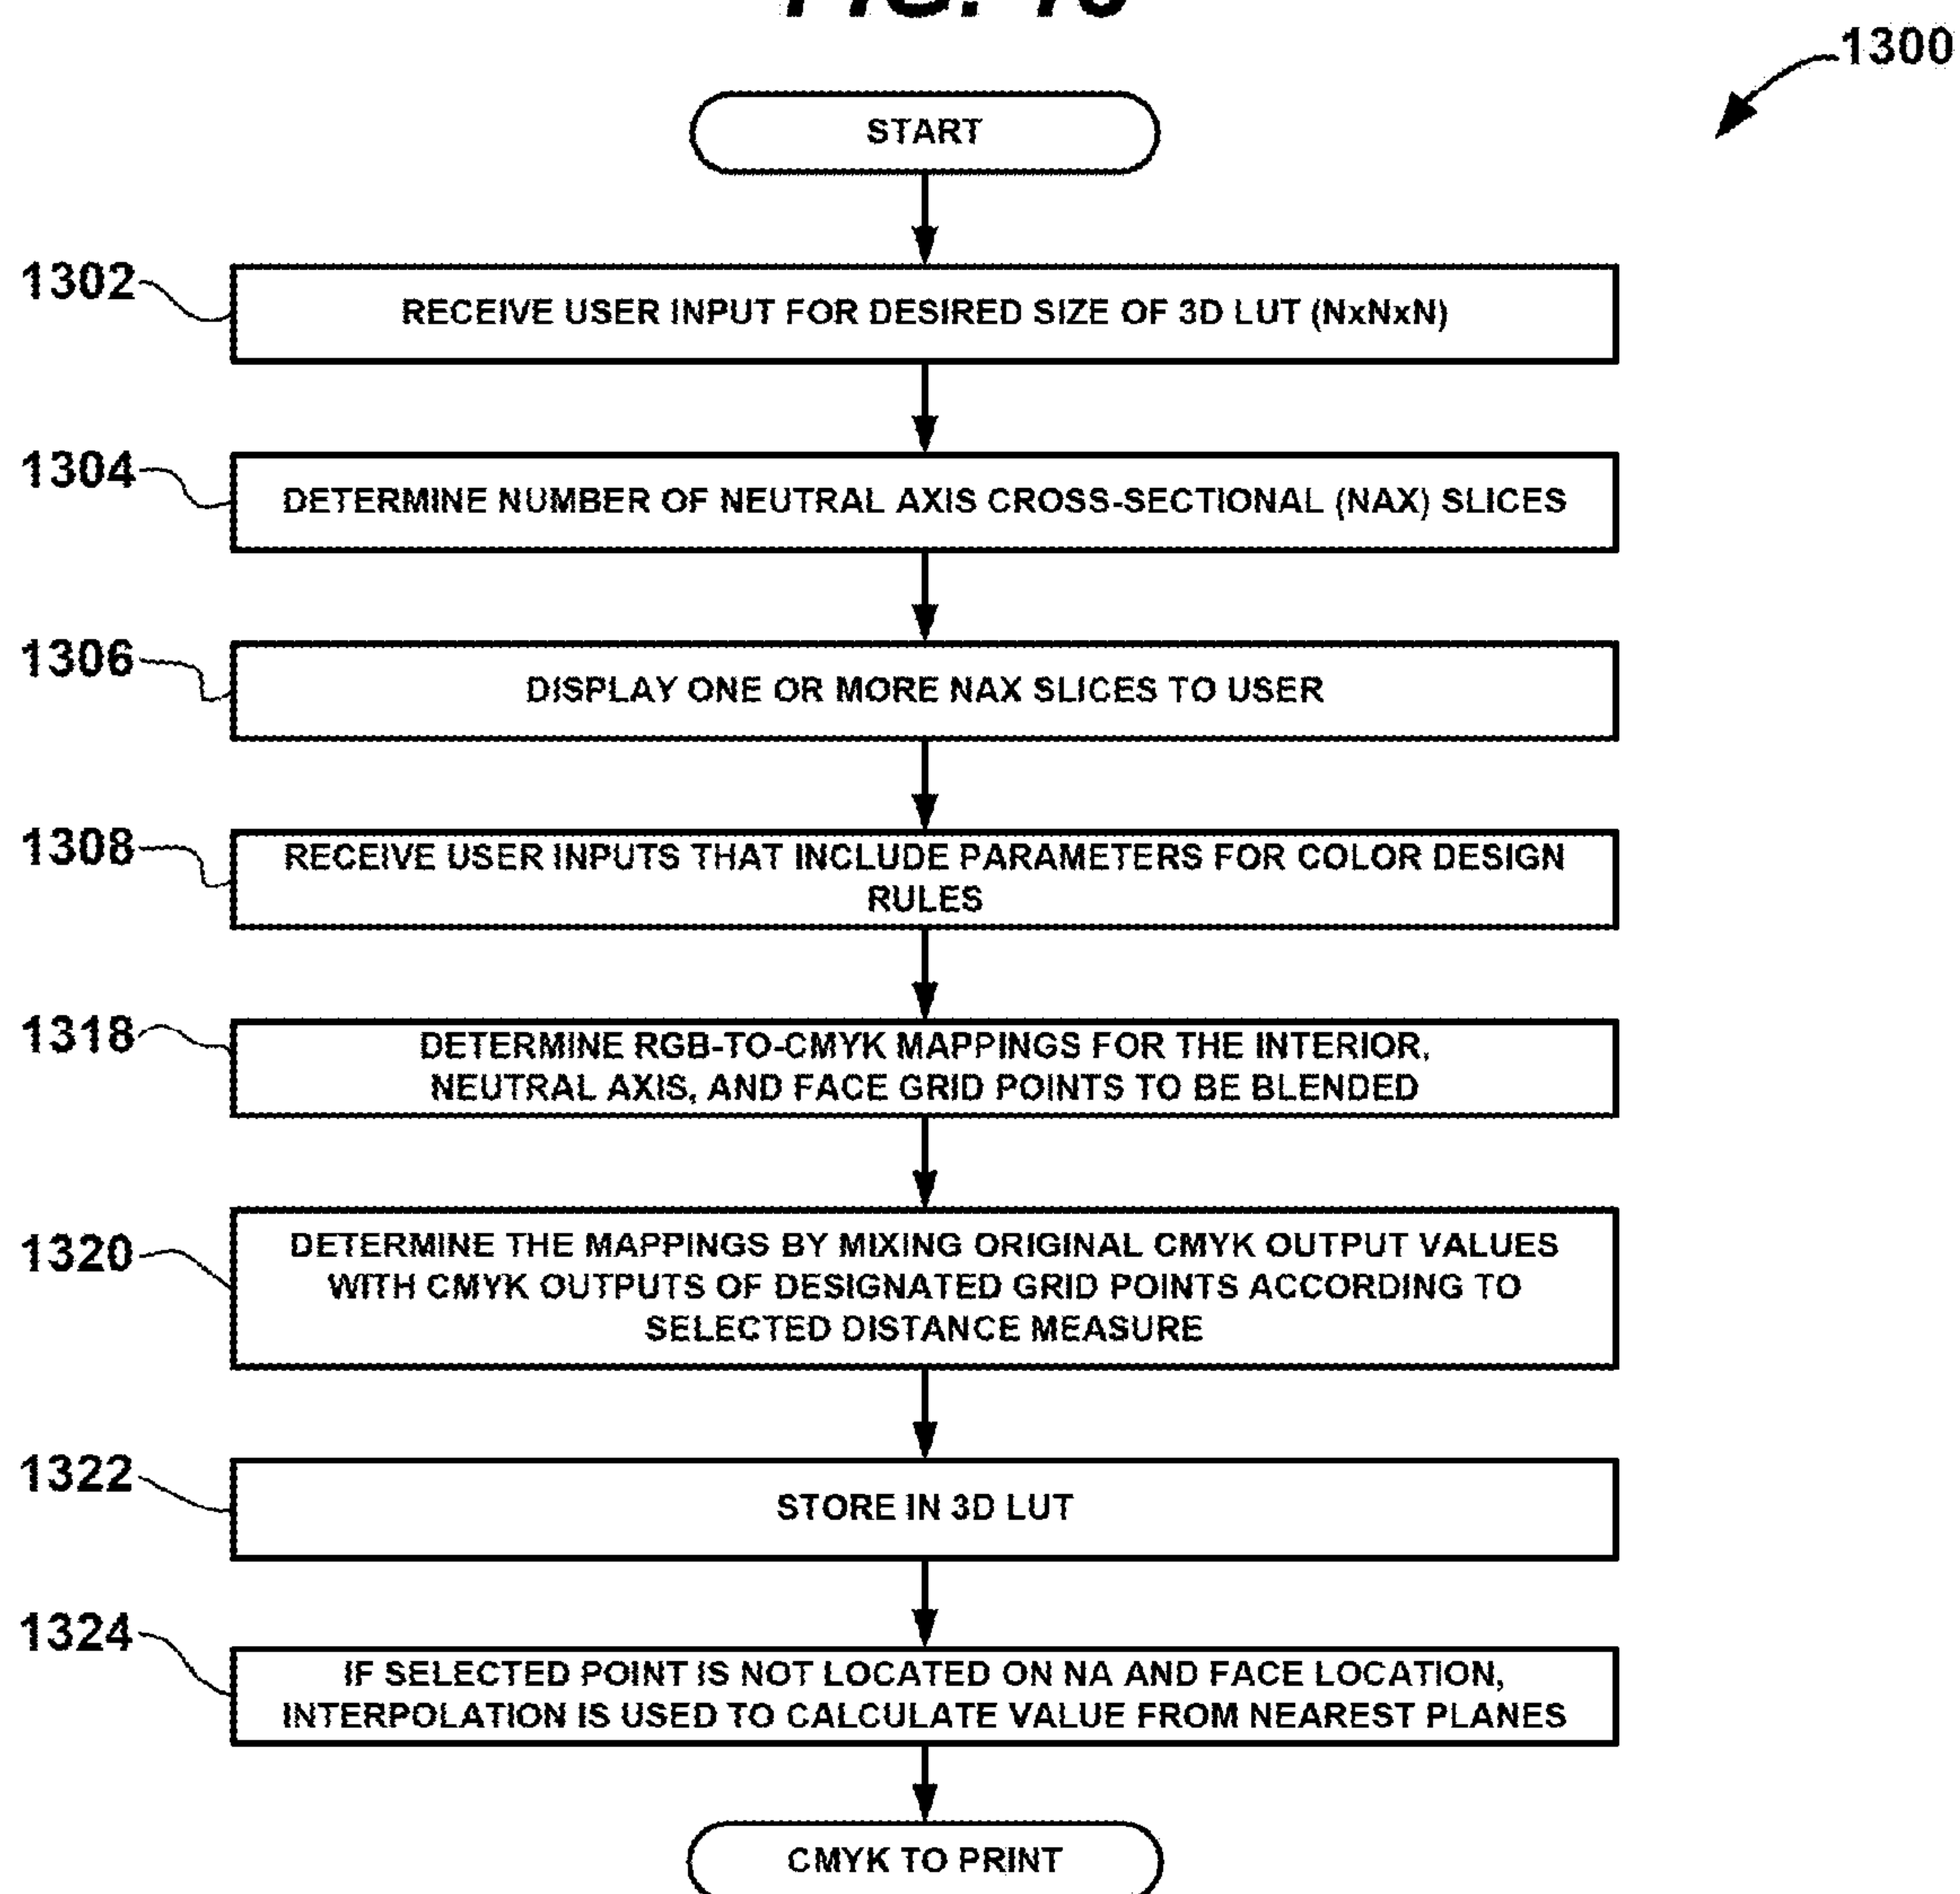 1300
START
1302
RECEIVE USER INPUT FOR DESIRED SIZE OF 3D LUT (NxNxN)
1304
DETERMINE NUMBER OF NEUTRAL AXIS CROSS-SECTIONAL (NAX) SLICES
1306
DISPLAY ONE OR MORE NAX SLICES TO USER
1308
RECEIVE USER INPUTS THAT INCLUDE PARAMETERS FOR COLOR DESIGN
RULES
1318
DETERMINE RGB-TO-CMYK MAPPINGS FOR THE INTERIOR,
NEUTRAL AXIS, AND FACE GRID POINTS TO BE BLENDED
1320
DETERMINE THE MAPPINGS BY MIXING ORIGINAL CMYK OUTPUT VALUES
WITH CMYK OUTPUTS OF DESIGNATED GRID POINTS ACCORDING TO
SELECTED DISTANCE MEASURE
1322
STORE IN 3D LUT
1324
IF SELECTED POINT IS NOT LOCATED ON NA AND FACE LOCATION,
INTERPOLATION IS USED TO CALCULATE VALUE FROM NEAREST PLANES
CMYK TO PRINT